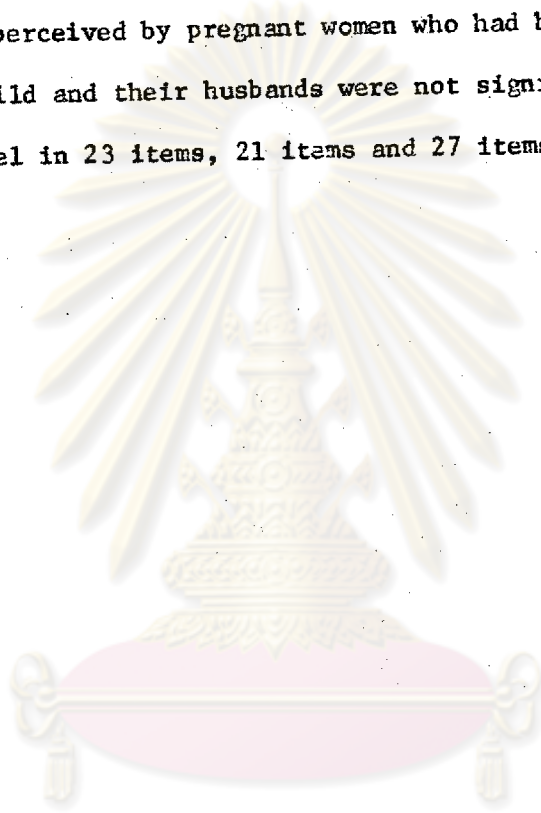 perceived by pregnant women who had
ild and their husbands were not
el in 23 items, 21 items and 27 items